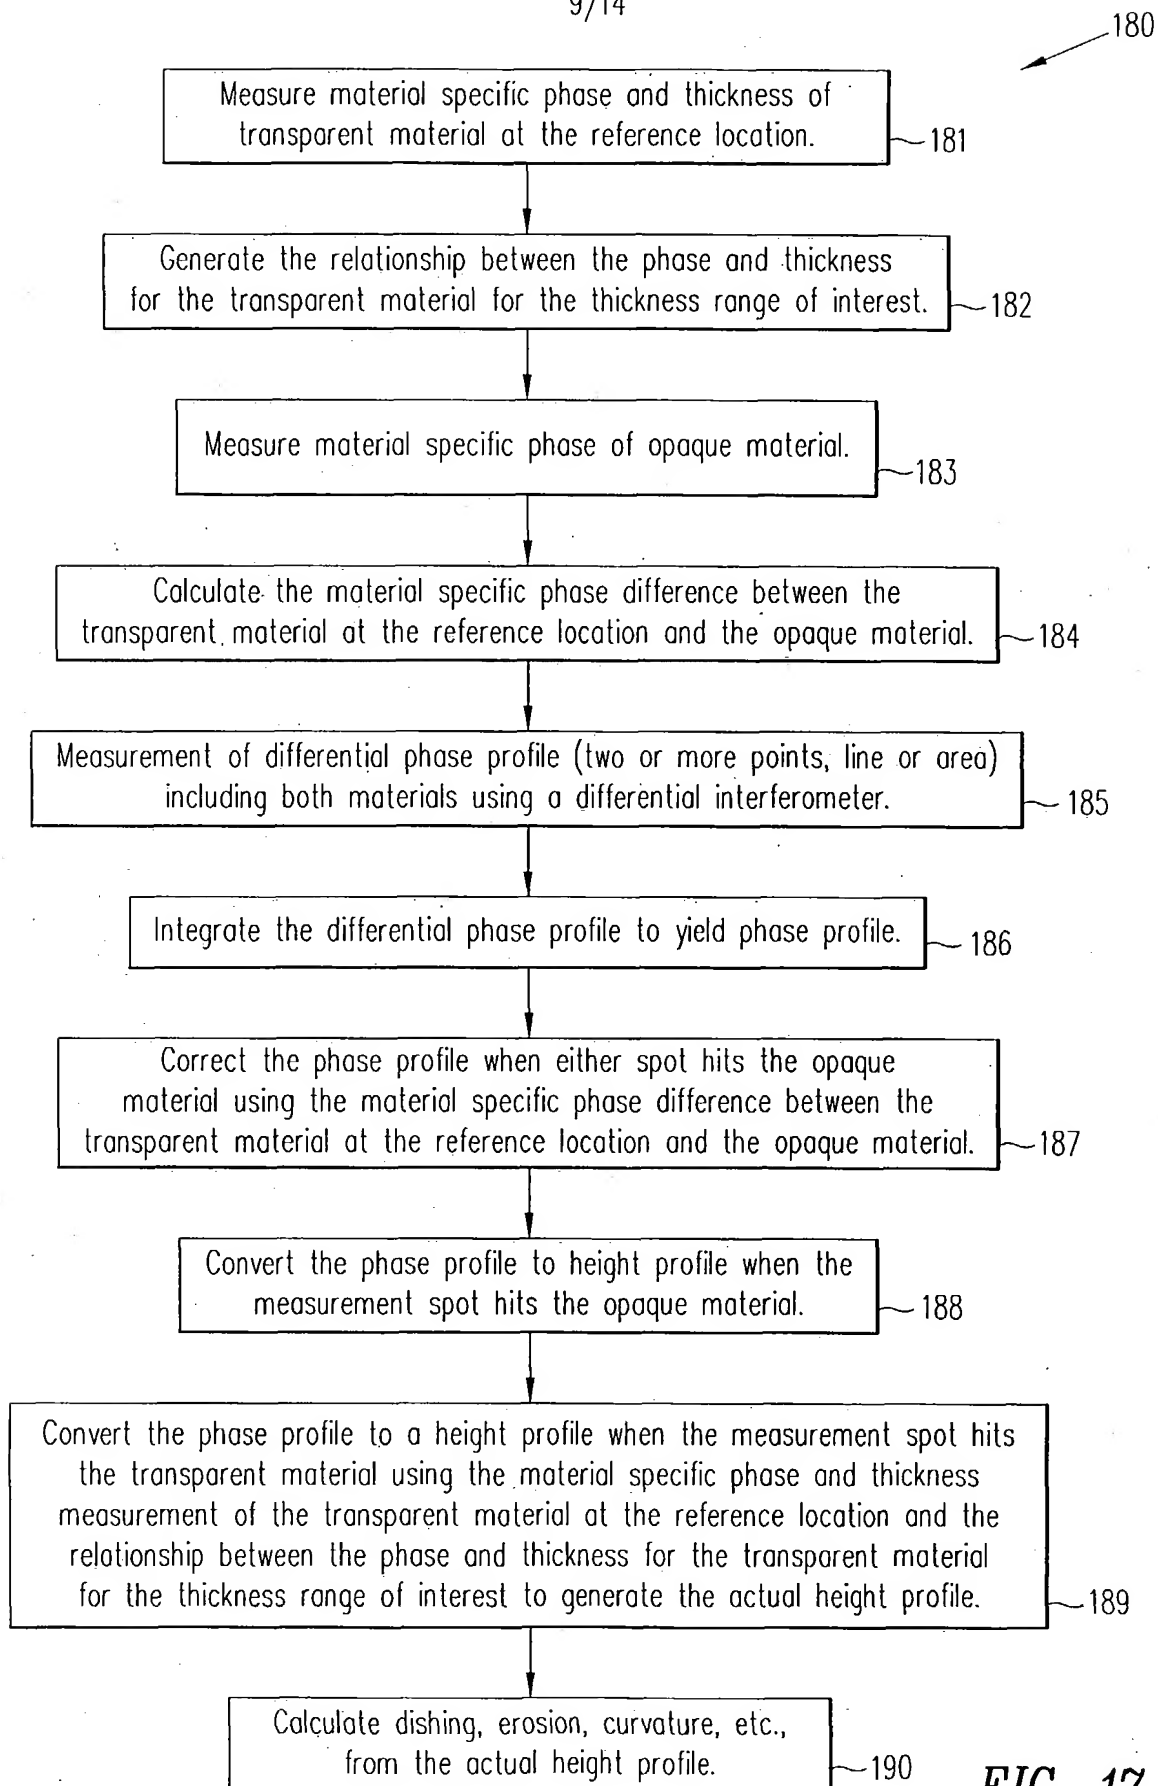 9/14
180
Measure material specific phase and thickness of
transparent material at the reference location.
181
Generate the relationship between the phase and thickness
for the transparent material for the thickness range of interest.
182
Measure material specific phase of opaque material.
183
Calculate the material specific phase difference between the
transparent material at the reference location and the opaque material.
184
Measurement of differential phase profile (two or more points, line or area)
including both materials using a differential interferometer.
185
Integrate the differential phase profile to yield phase profile.
186
Correct the phase profile when either spot hits the opaque
material using the material specific phase difference between the
transparent material at the reference location and the opaque material.
187
Convert the phase profile to height profile when the
measurement spot hits the opaque material.
188
Convert the phase profile to a height profile when the measurement spot hits
the transparent material using the material specific phase and thickness
measurement of the transparent material at the reference location and the
relationship between the phase and thickness for the transparent material
for the thickness range of interest to generate the actual height profile.
189
Calculate dishing, erosion, curvature, etc.,
from the actual height profile.
190
FIG. 17